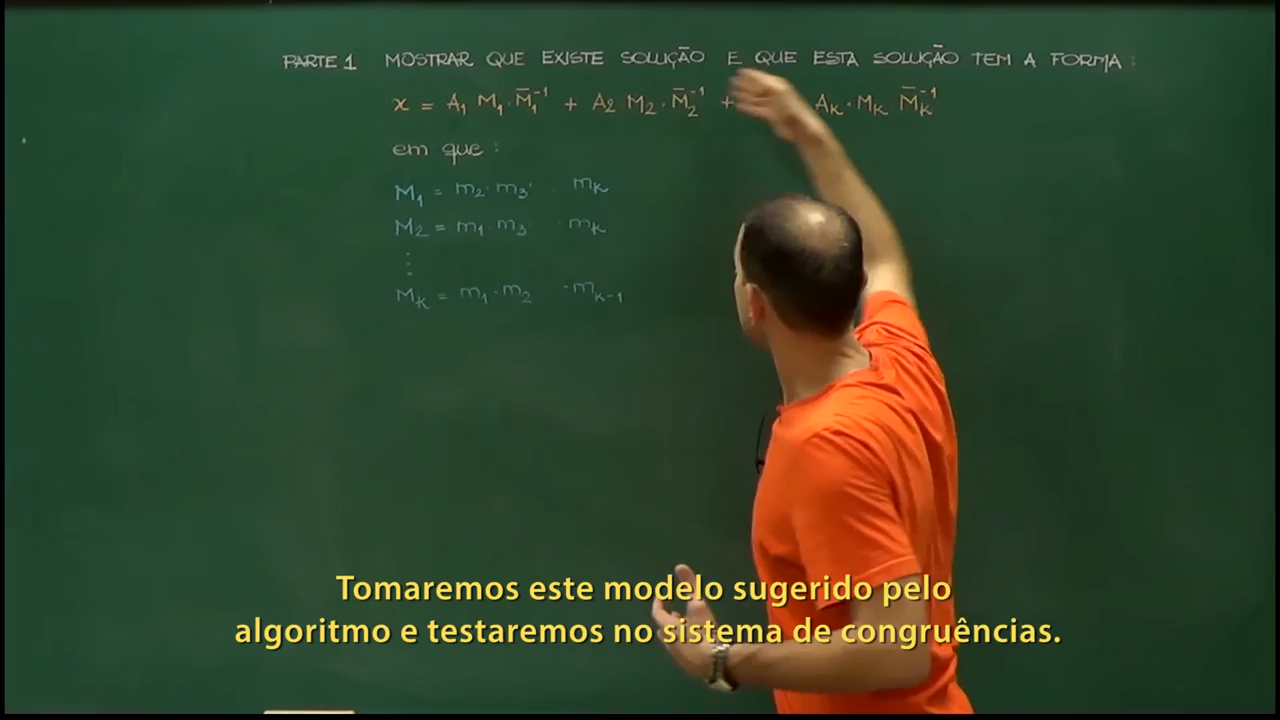 PARTE 1 MOSTRAR QUE EXISTE SOLUÇÃO E QUE ESTA SOLUÇÃO TEM A FORMA:
x = A₁ M₁ · M̄₁⁻¹ + A₂ · M₂ · M̄₂⁻¹ + Aₖ · Mₖ M̄ₖ⁻¹
em que:
M₁ = m₂ · m₃ · · mₖ
M₂ = m₁ · m₃ · · mₖ
⋮
Mₖ = m₁ · m₂ · mₖ₋₁
Tomaremos este modelo sugerido pelo
algoritmo e testaremos no sistema de congruências.